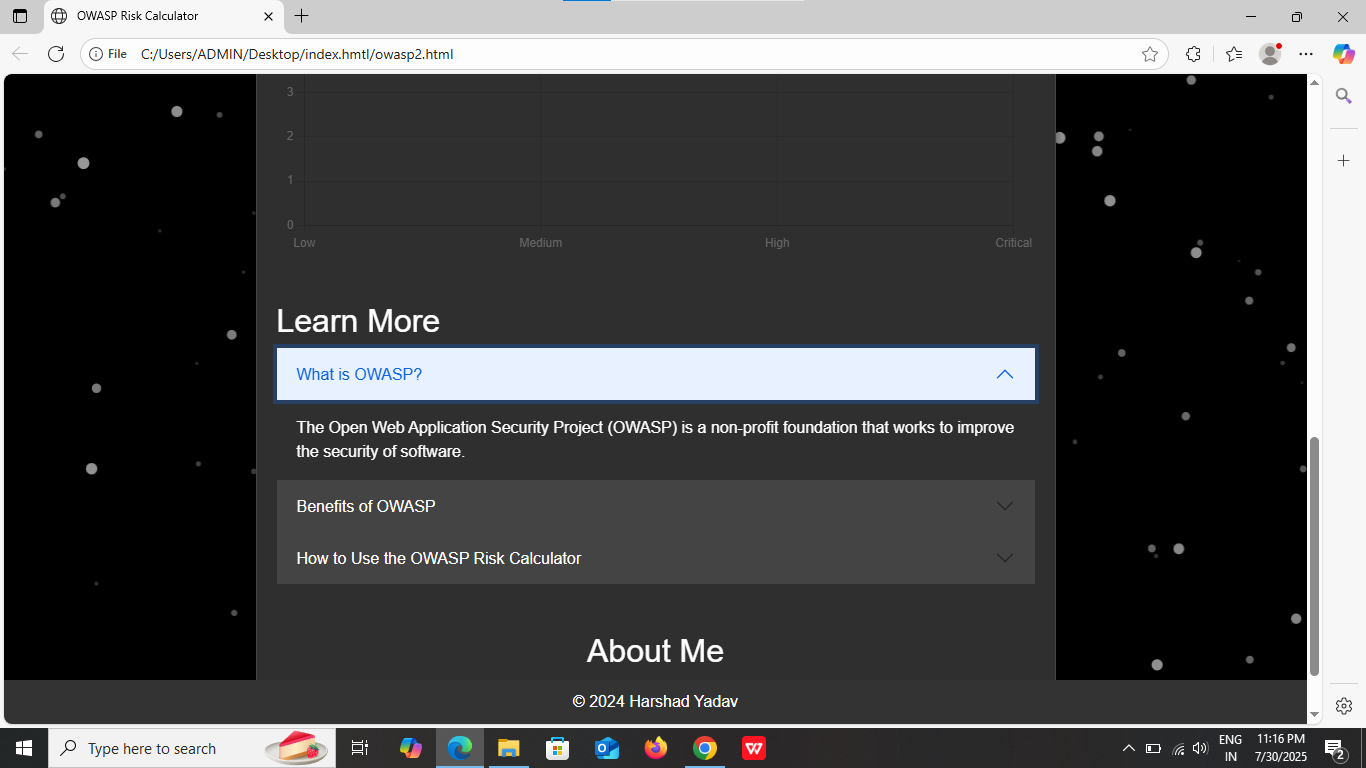 OWASP Risk Calculator
File C:/Users/ADMIN/Desktop/index.hmtl/owasp2.html
3
2
1
0
Low Medium High Critical
Learn More
What is OWASP?
The Open Web Application Security Project (OWASP) is a non-profit foundation that works to improve
the security of software.
Benefits of OWASP
How to Use the OWASP Risk Calculator
About Me
© 2024 Harshad Yadav
Type here to search
ENG
IN
11:16 PM
7/30/2025
2